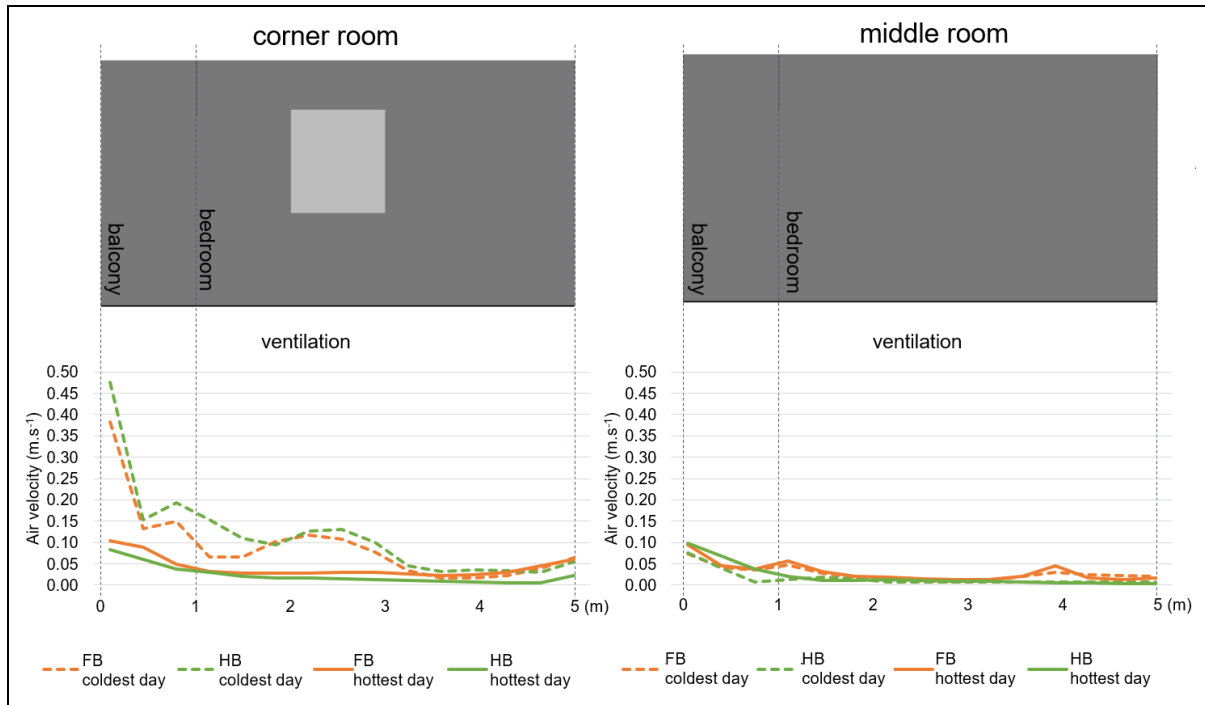 corner room
middle room
balcony
bedroom
balcony
bedroom
ventilation
ventilation
Air velocity (m.s⁻¹)
0.50
0.45
0.40
0.35
0.30
0.25
0.20
0.15
0.10
0.05
0.00
0 1 2 3 4 5 (m)
Air velocity (m.s⁻¹)
0.50
0.45
0.40
0.35
0.30
0.25
0.20
0.15
0.10
0.05
0.00
0 1 2 3 4 5 (m)
FB
coldest day
HB
coldest day
FB
hottest day
HB
hottest day
FB
coldest day
HB
coldest day
FB
hottest day
HB
hottest day